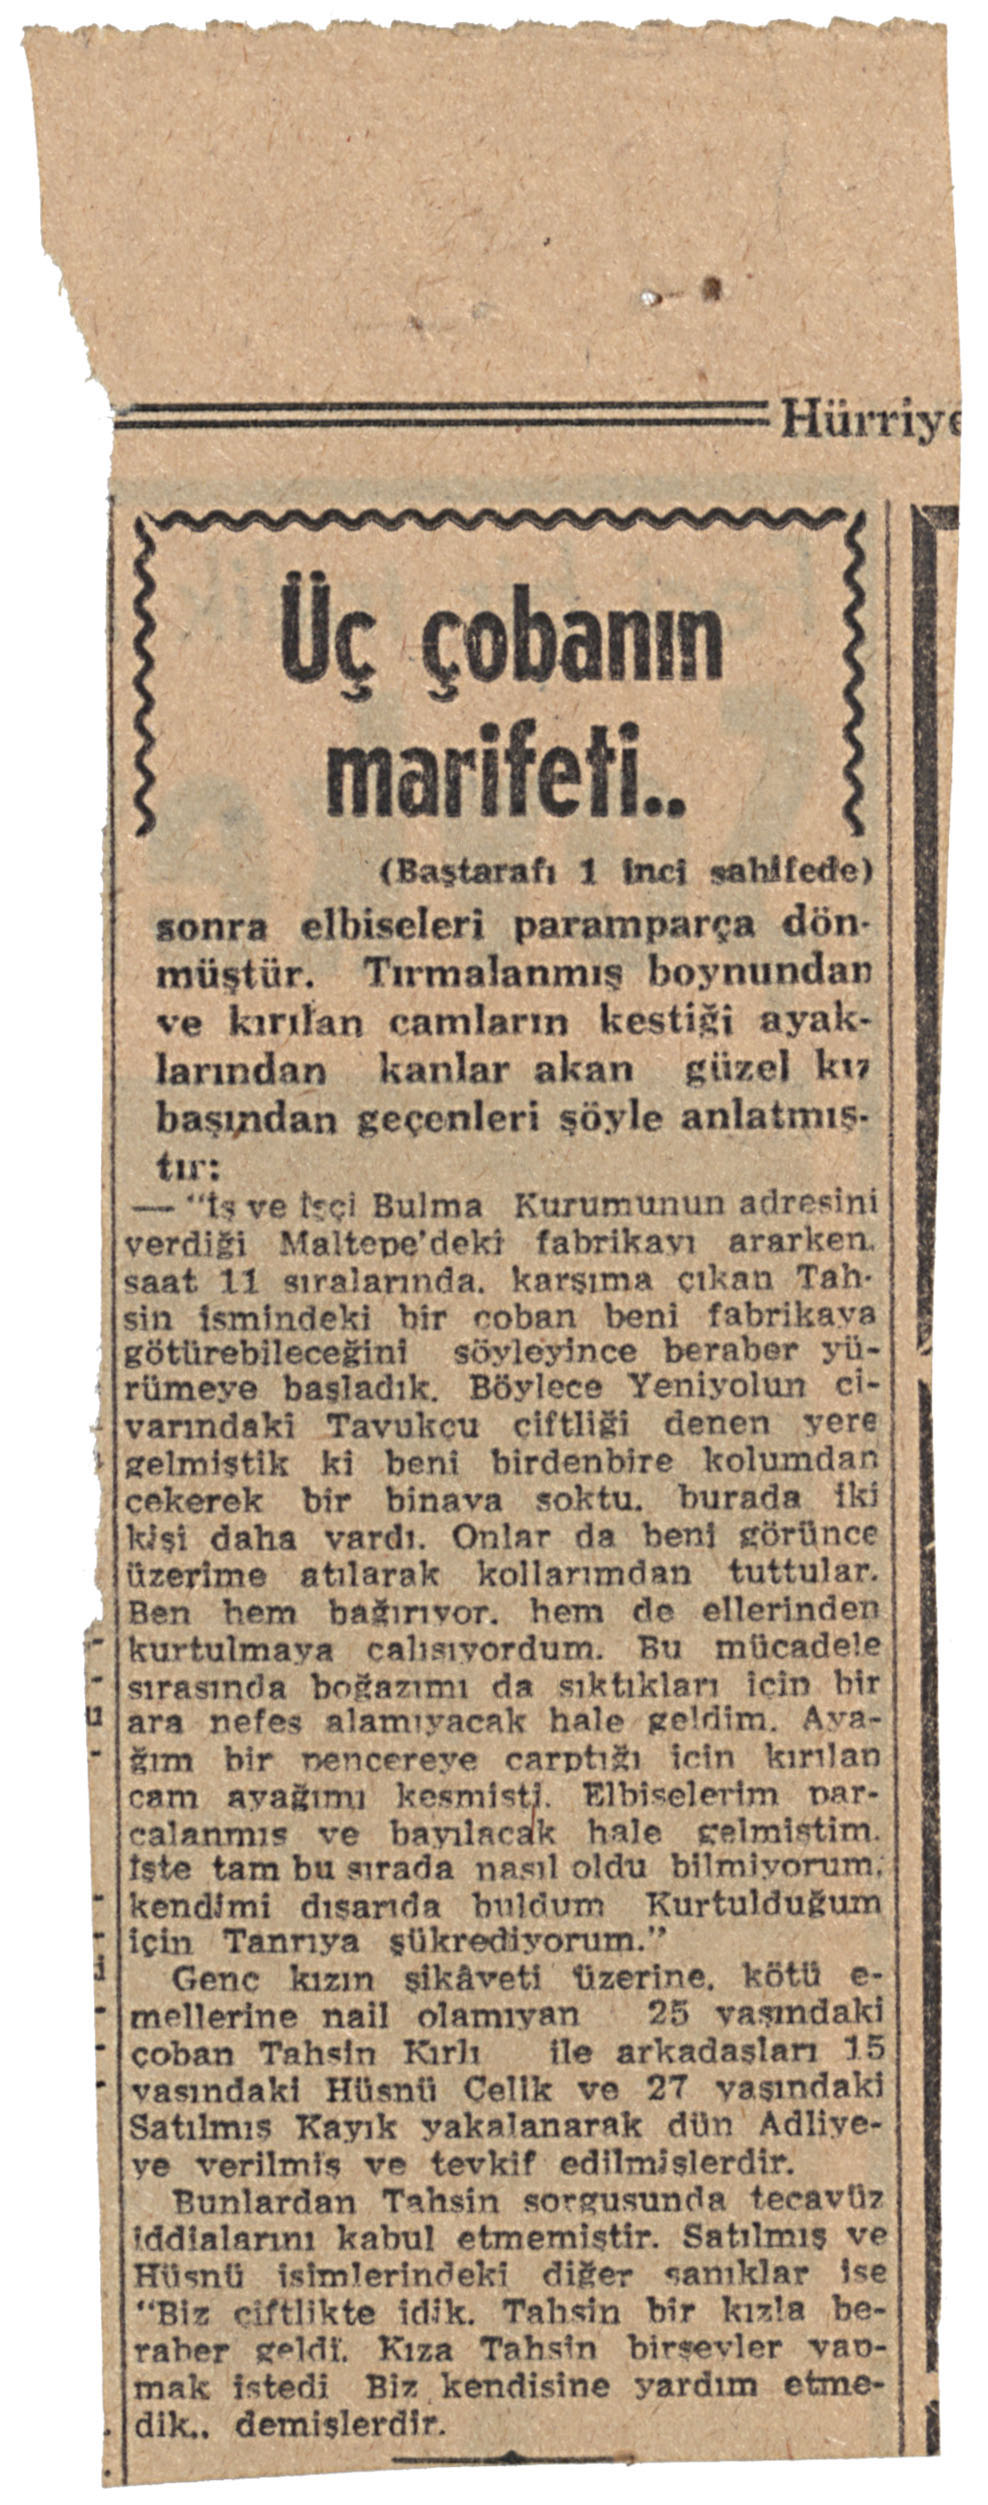 Hürriye
Üç çobanın
marifeti..
(Baştarafı 1 inci sahifede)
sonra elbiseleri paramparça dön-
müştür. Tırmalanmış boynundan
ve kırılan camların kestiği ayak-
larından kanlar akan güzel kız
başından geçenleri şöyle anlatmış-
tır:
— "İş ve İşçi Bulma Kurumunun adresini
verdiği Maltepe'deki fabrikayı ararken.
saat 11 sıralarında. karşıma çıkan Tah-
sin ismindeki bir çoban beni fabrikaya
götürebileceğini söyleyince beraber yü-
rümeye başladık. Böylece Yeniyolun ci-
varındaki Tavukçu çiftliği denen yere
gelmiştik ki beni birdenbire kolumdan
çekerek bir binaya soktu. burada iki
kişi daha vardı. Onlar da beni görünce
üzerime atılarak kollarımdan tuttular.
Ben hem bağırıyor. hem de ellerinden
kurtulmaya çalışıyordum. Bu mücadele
sırasında boğazımı da sıktıkları için bir
ara nefes alamıyacak hale geldim. Aya-
ğım bir pencereye çarptığı için kırılan
cam ayağımı kesmişti. Elbiselerim par-
çalanmış ve bayılacak hale gelmiştim.
İşte tam bu sırada nasıl oldu bilmiyorum.
kendimi dışarıda buldum Kurtulduğum
için Tanrıya şükrediyorum."
Genç kızın şikâyeti üzerine. kötü e-
mellerine nail olamıyan 25 yaşındaki
çoban Tahsin Kırlı ile arkadaşları 15
yaşındaki Hüsnü Çelik ve 27 yaşındaki
Satılmış Kayık yakalanarak dün Adliye-
ye verilmiş ve tevkif edilmişlerdir.
Bunlardan Tahsin sorgusunda tecavüz
iddialarını kabul etmemiştir. Satılmış ve
Hüsnü isimlerindeki diğer sanıklar ise
"Biz çiftlikte idik. Tahsin bir kızla be-
raber geldi. Kıza Tahsin birşeyler yap-
mak istedi Biz kendisine yardım etme-
dik.. demişlerdir.